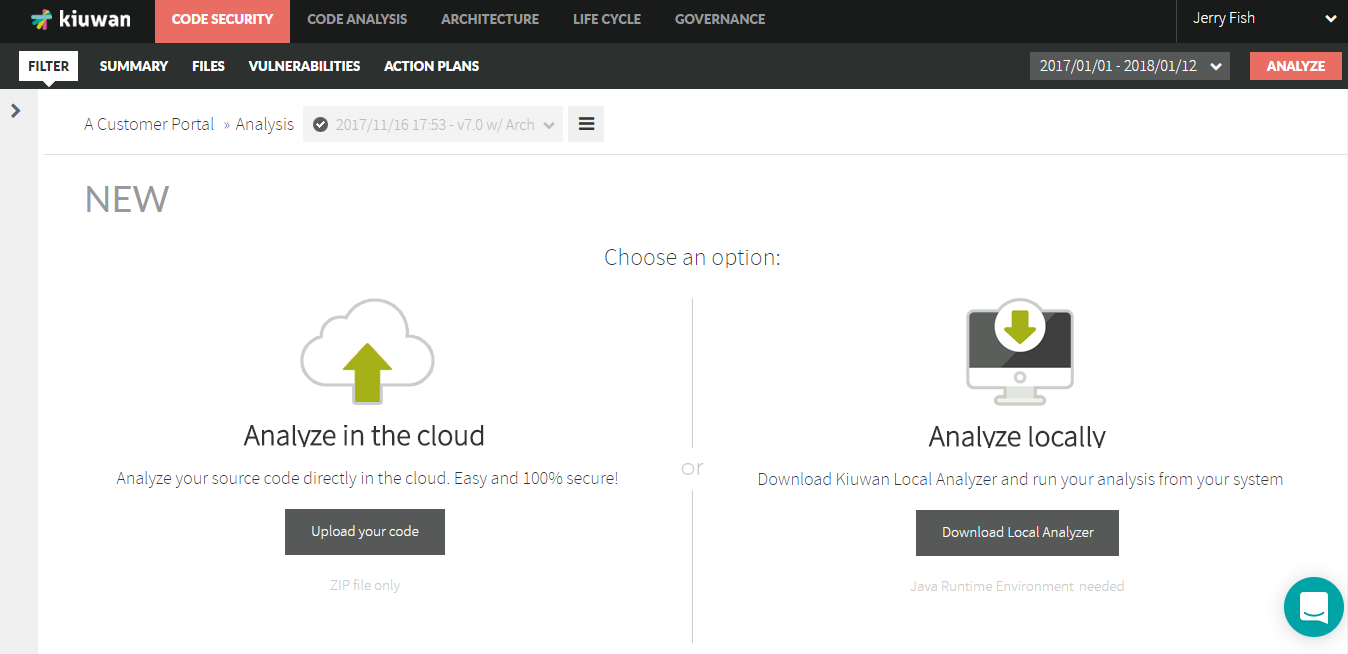 kiuwan CODE SECURITY CODE ANALYSIS ARCHITECTURE LIFE CYCLE GOVERNANCE Jerry Fish
FILTER SUMMARY FILES VULNERABILITIES ACTION PLANS 2017/01/01 - 2018/01/12 ANALYZE
A Customer Portal » Analysis 2017/11/16 17:53 - v7.0 w/ Arch
NEW
Choose an option:
Analyze in the cloud
Analyze your source code directly in the cloud. Easy and 100% secure!
Upload your code
ZIP file only
or
Analyze locally
Download Kiuwan Local Analyzer and run your analysis from your system
Download Local Analyzer
Java Runtime Environment needed